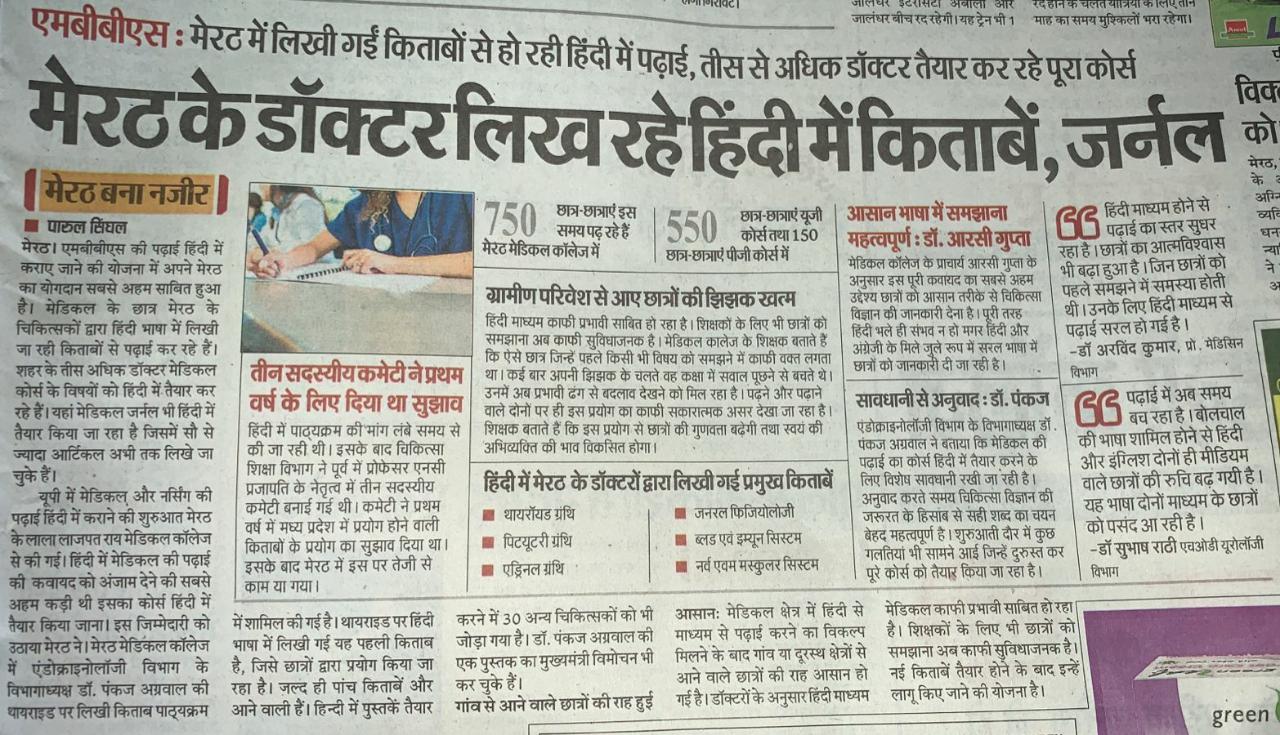 जालंधर बीच रद रहेगी। यह ट्रेन भी 1
माह का समय मुश्किलों भरा रहेगा।
एमबीबीएस : मेरठ में लिखी गईं किताबों से हो रही हिंदी में पढ़ाई, तीस से अधिक डॉक्टर तैयार कर रहे पूरा कोर्स
मेरठ के डॉक्टर लिख रहे हिंदी में किताबें, जर्नल
मेरठ बना नजीर
पारुल सिंघल
मेरठ। एमबीबीएस की पढ़ाई हिंदी में
कराए जाने की योजना में अपने मेरठ
का योगदान सबसे अहम साबित हुआ
है। मेडिकल के छात्र मेरठ के
चिकित्सकों द्वारा हिंदी भाषा में लिखी
जा रही किताबों से पढ़ाई कर रहे हैं।
शहर के तीस अधिक डॉक्टर मेडिकल
कोर्स के विषयों को हिंदी में तैयार कर
रहे हैं। यहां मेडिकल जर्नल भी हिंदी में
तैयार किया जा रहा है जिसमें सौ से
ज्यादा आर्टिकल अभी तक लिखे जा
चुके हैं।
यूपी में मेडिकल और नर्सिंग की
पढ़ाई हिंदी में कराने की शुरुआत मेरठ
के लाला लाजपत राय मेडिकल कॉलेज
से की गई। हिंदी में मेडिकल की पढ़ाई
की कवायद को अंजाम देने की सबसे
अहम कड़ी थी इसका कोर्स हिंदी में
तैयार किया जाना। इस जिम्मेदारी को
उठाया मेरठ ने। मेरठ मेडिकल कॉलेज
में एंडोक्राइनोलॉजी विभाग के
विभागाध्यक्ष डॉ. पंकज अग्रवाल की
थायराइड पर लिखी किताब पाठ्यक्रम
में शामिल की गई है। थायराइड पर हिंदी
भाषा में लिखी गई यह पहली किताब
है, जिसे छात्रों द्वारा प्रयोग किया जा
रहा है। जल्द ही पांच किताबें और
आने वाली हैं। हिन्दी में पुस्तकें तैयार
करने में 30 अन्य चिकित्सकों को भी
जोड़ा गया है। डॉ. पंकज अग्रवाल की
एक पुस्तक का मुख्यमंत्री विमोचन भी
कर चुके हैं।
गांव से आने वाले छात्रों की राह हुई
आसान: मेडिकल क्षेत्र में हिंदी से
माध्यम से पढ़ाई करने का विकल्प
मिलने के बाद गांव या दूरस्थ क्षेत्रों से
आने वाले छात्रों की राह आसान हो
गई है। डॉक्टरों के अनुसार हिंदी माध्यम
मेडिकल काफी प्रभावी साबित हो रहा
है। शिक्षकों के लिए भी छात्रों को
समझाना अब काफी सुविधाजनक है।
नई किताबें तैयार होने के बाद इन्हें
लागू किए जाने की योजना है।
तीन सदस्यीय कमेटी ने प्रथम
वर्ष के लिए दिया था सुझाव
हिंदी में पाठ्यक्रम की मांग लंबे समय से
की जा रही थी। इसके बाद चिकित्सा
शिक्षा विभाग ने पूर्व में प्रोफेसर एनसी
प्रजापति के नेतृत्व में तीन सदस्यीय
कमेटी बनाई गई थी। कमेटी ने प्रथम
वर्ष में मध्य प्रदेश में प्रयोग होने वाली
किताबों के प्रयोग का सुझाव दिया था।
इसके बाद मेरठ में इस पर तेजी से
काम या गया।
750 छात्र-छात्राएं इस
समय पढ़ रहे हैं
मेरठ मेडिकल कॉलेज में
550 छात्र-छात्राएं यूजी
कोर्स तथा 150
छात्र-छात्राएं पीजी कोर्स में
ग्रामीण परिवेश से आए छात्रों की झिझक खत्म
हिंदी माध्यम काफी प्रभावी साबित हो रहा है। शिक्षकों के लिए भी छात्रों को
समझाना अब काफी सुविधाजनक है। मेडिकल कालेज के शिक्षक बताते हैं
कि ऐसे छात्र जिन्हें पहले किसी भी विषय को समझने में काफी वक्त लगता
था। कई बार अपनी झिझक के चलते वह कक्षा में सवाल पूछने से बचते थे।
उनमें अब प्रभावी ढंग से बदलाव देखने को मिल रहा है। पढ़ने और पढ़ाने
वाले दोनों पर ही इस प्रयोग का काफी सकारात्मक असर देखा जा रहा है।
शिक्षक बताते हैं कि इस प्रयोग से छात्रों की गुणवत्ता बढ़ेगी तथा स्वयं की
अभिव्यक्ति की भाव विकसित होगा।
हिंदी में मेरठ के डॉक्टरों द्वारा लिखी गई प्रमुख किताबें
थायरॉयड ग्रंथि
पिट्यूटरी ग्रंथि
एड्रिनल ग्रंथि
जनरल फिजियोलॉजी
ब्लड एवं इम्यून सिस्टम
नर्व एवम मस्कुलर सिस्टम
आसान भाषा में समझाना
महत्वपूर्ण : डॉ. आरसी गुप्ता
मेडिकल कॉलेज के प्राचार्य आरसी गुप्ता के
अनुसार इस पूरी कवायद का सबसे अहम
उद्देश्य छात्रों को आसान तरीके से चिकित्सा
विज्ञान की जानकारी देना है। पूरी तरह
हिंदी भले ही संभव न हो मगर हिंदी और
अंग्रेजी के मिले जुले रूप में सरल भाषा में
छात्रों को जानकारी दी जा रही है।
सावधानी से अनुवाद : डॉ. पंकज
एंडोक्राइनोलॉजी विभाग के विभागाध्यक्ष डॉ.
पंकज अग्रवाल ने बताया कि मेडिकल की
पढ़ाई का कोर्स हिंदी में तैयार करने के
लिए विशेष सावधानी रखी जा रही है।
अनुवाद करते समय चिकित्सा विज्ञान की
जरूरत के हिसाब से सही शब्द का चयन
बेहद महत्वपूर्ण है। शुरुआती दौर में कुछ
गलतियां भी सामने आई जिन्हें दुरुस्त कर
पूरे कोर्स को तैयार किया जा रहा है।
हिंदी माध्यम होने से
पढ़ाई का स्तर सुधर
रहा है। छात्रों का आत्मविश्वास
भी बढ़ा हुआ है। जिन छात्रों को
पहले समझने में समस्या होती
थी। उनके लिए हिंदी माध्यम से
पढ़ाई सरल हो गई है।
-डॉ अरविंद कुमार, प्रो. मेडिसिन
विभाग
पढ़ाई में अब समय
बच रहा है। बोलचाल
की भाषा शामिल होने से हिंदी
और इंग्लिश दोनों ही मीडियम
वाले छात्रों की रुचि बढ़ गयी है।
यह भाषा दोनों माध्यम के छात्रों
को पसंद आ रही है।
-डॉ सुभाष राठी एचओडी यूरोलॉजी
विभाग
को
मेरठ,
के
green